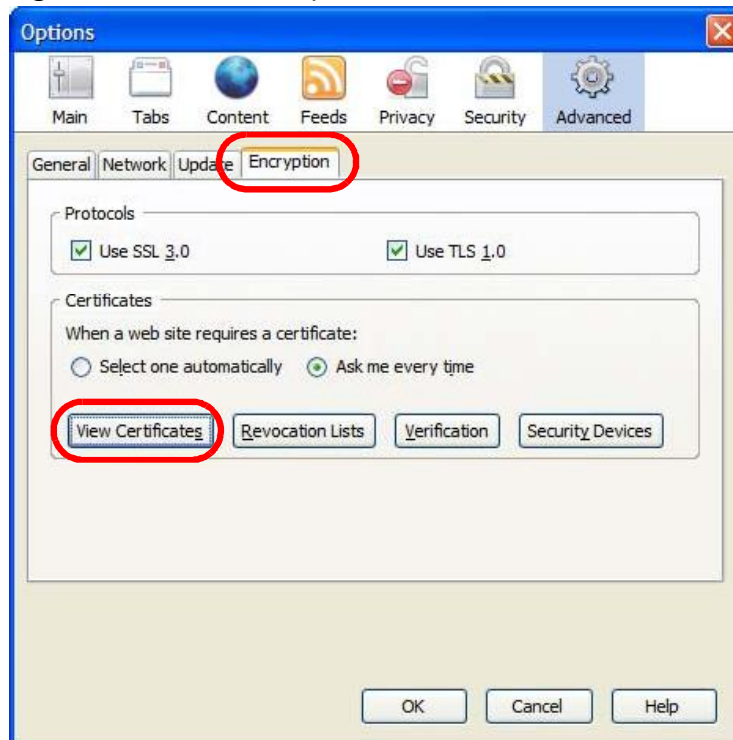 Options
Main Tabs Content Feeds Privacy Security Advanced
General Network Update Encryption
Protocols
Use SSL 3.0 Use TLS 1.0
Certificates
When a web site requires a certificate:
Select one automatically Ask me every time
View Certificates Revocation Lists Verification Security Devices
OK Cancel Help